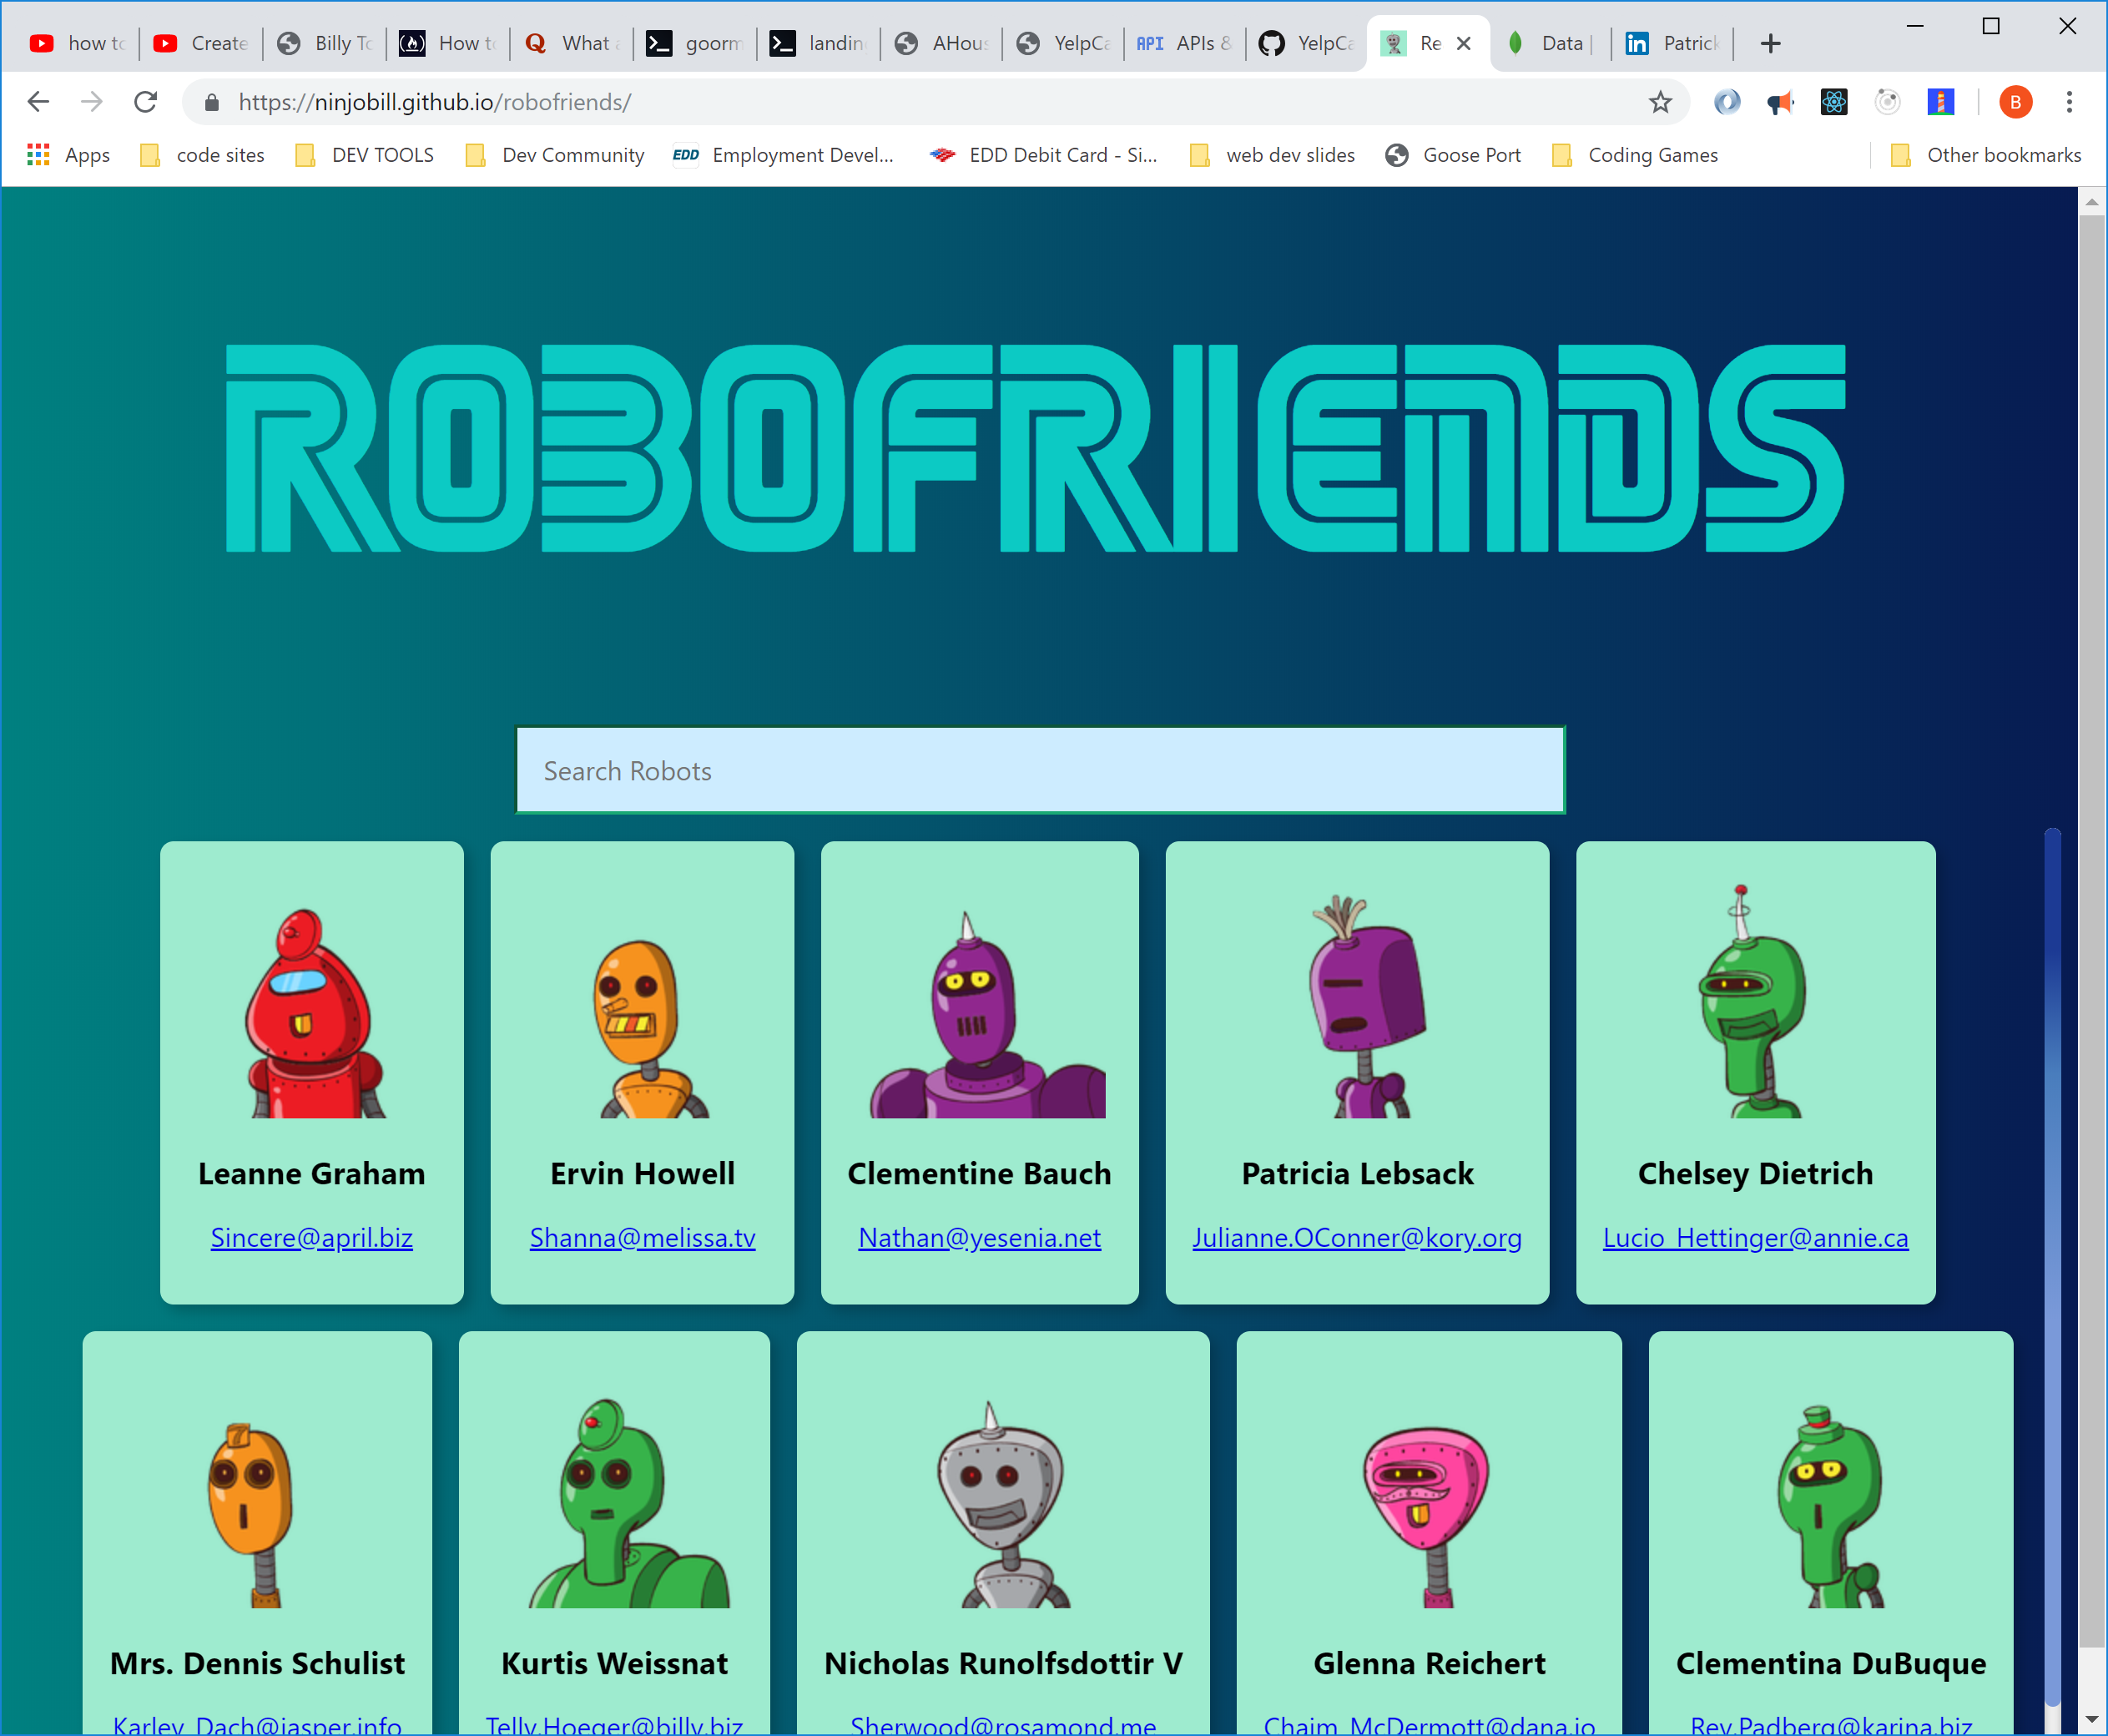 how to
Create
Billy To
How to
What a
goorm
landin
AHous
YelpCa
API APIs &
YelpCa
Re
Data |
Patrick
https://ninjobill.github.io/robofriends/
B
Apps
code sites
DEV TOOLS
Dev Community
EDD Employment Devel...
EDD Debit Card - Si...
web dev slides
Goose Port
Coding Games
Other bookmarks
ROBOFRIENDS
Search Robots
Leanne Graham
Sincere@april.biz
Ervin Howell
Shanna@melissa.tv
Clementine Bauch
Nathan@yesenia.net
Patricia Lebsack
Julianne.OConner@kory.org
Chelsey Dietrich
Lucio_Hettinger@annie.ca
Mrs. Dennis Schulist
Karley_Dach@jasper.info
Kurtis Weissnat
Telly.Hoeger@billy.biz
Nicholas Runolfsdottir V
Sherwood@rosamond.me
Glenna Reichert
Chaim_McDermott@dana.io
Clementina DuBuque
Rey.Padberg@karina.biz